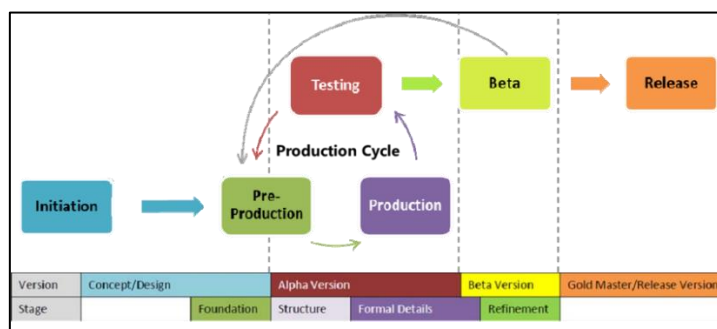 Testing
Beta
Release
Production Cycle
Initiation
Pre-
Production
Production
Version
Concept/Design
Alpha Version
Beta Version
Gold Master/Release Version
Stage
Foundation
Structure
Formal Details
Refinement